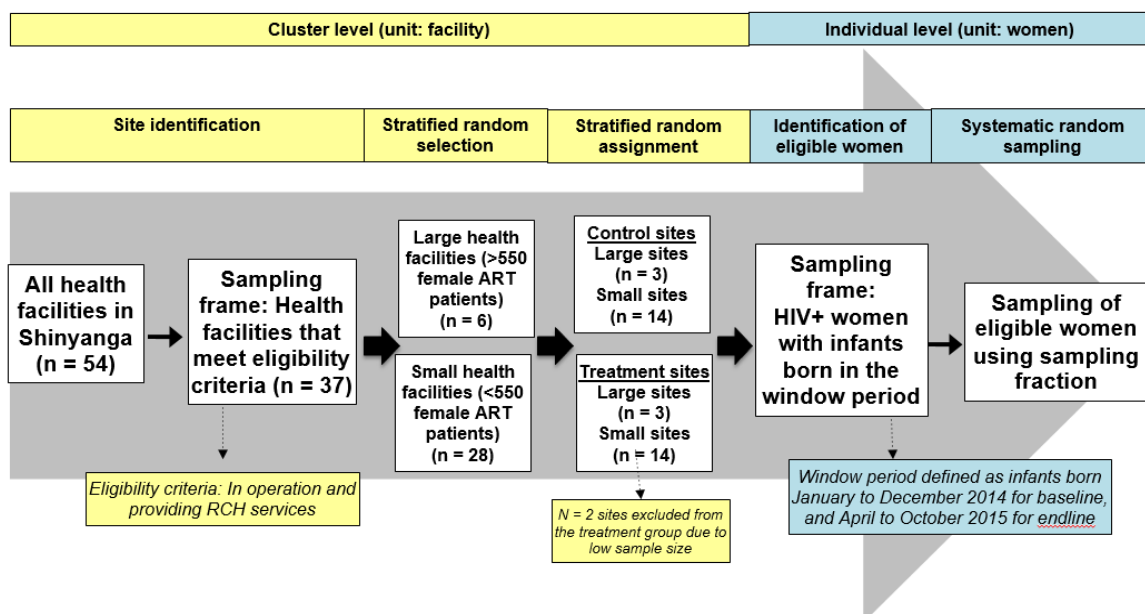 Cluster level (unit: facility)
Individual level (unit: women)
Site identification
Stratified random
selection
Stratified random
assignment
Identification of
eligible women
Systematic random
sampling
All health
facilities in
Shinyanga
(n = 54)
Sampling
frame: Health
facilities that
meet eligibility
criteria (n = 37)
Large health
facilities (>550
female ART
patients)
(n = 6)
Small health
facilities (<550
female ART
patients)
(n = 28)
Control sites
Large sites
(n = 3)
Small sites
(n = 14)
Treatment sites
Large sites
(n = 3)
Small sites
(n = 14)
Sampling
frame:
HIV+ women
with infants
born in the
window period
Sampling of
eligible women
using sampling
fraction
Eligibility criteria: In operation and
providing RCH services
N = 2 sites excluded from
the treatment group due to
low sample size
Window period defined as infants born
January to December 2014 for baseline,
and April to October 2015 for endline